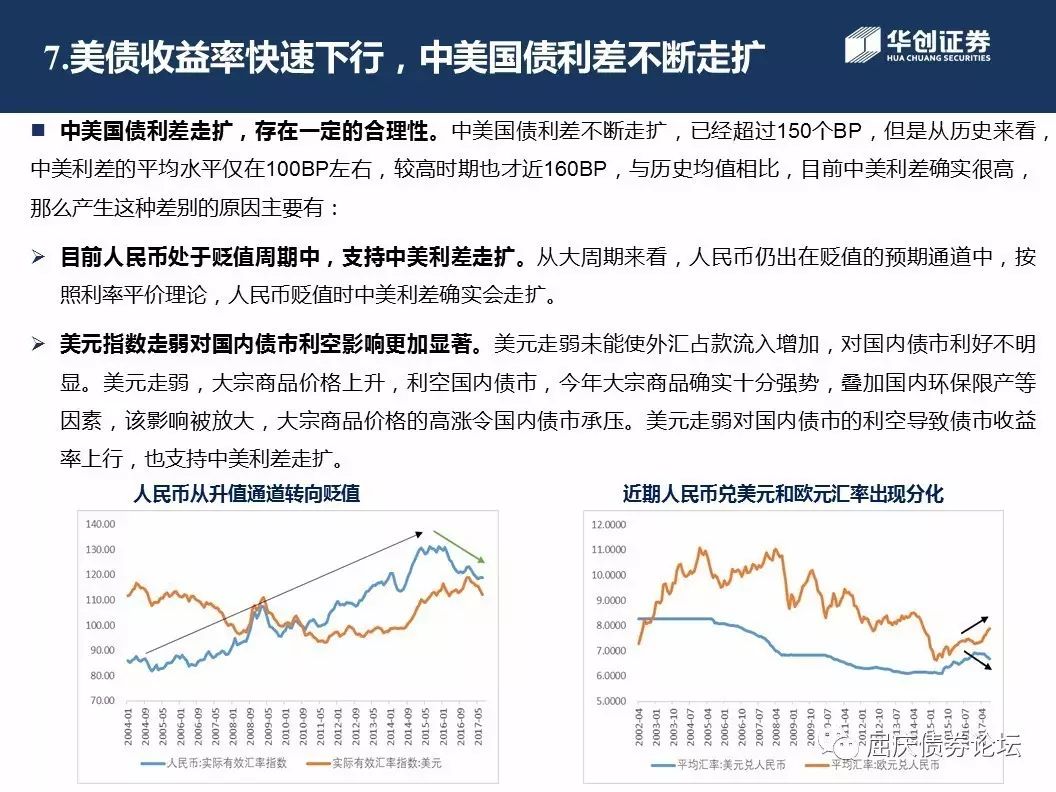 7.美债收益率快速下行，中美国债利差不断走扩
华创证券
HUA CHUANG SECURITIES
中美国债利差走扩，存在一定的合理性。中美国债利差不断走扩，已经超过150个BP，但是从历史来看，
中美利差的平均水平仅在100BP左右，较高时期也才近160BP，与历史均值相比，目前中美利差确实很高，
那么产生这种差别的原因主要有：
目前人民币处于贬值周期中，支持中美利差走扩。从大周期来看，人民币仍出在贬值的预期通道中，按
照利率平价理论，人民币贬值时中美利差确实会走扩。
美元指数走弱对国内债市利空影响更加显著。美元走弱未能使外汇占款流入增加，对国内债市利好不明
显。美元走弱，大宗商品价格上升，利空国内债市，今年大宗商品确实十分强势，叠加国内环保限产等
因素，该影响被放大，大宗商品价格的高涨令国内债市承压。美元走弱对国内债市的利空导致债市收益
率上行，也支持中美利差走扩。
人民币从升值通道转向贬值
140.00
130.00
120.00
110.00
100.00
90.00
80.00
70.00
2004-01 2004-09 2005-05 2006-01 2006-09 2007-05 2008-01 2008-09 2009-05 2010-01 2010-09 2011-05 2012-01 2012-09 2013-05 2014-01 2014-09 2015-05 2016-01 2016-09 2017-05
人民币:实际有效汇率指数 实际有效汇率指数:美元
近期人民币兑美元和欧元汇率出现分化
12.0000
11.0000
10.0000
9.0000
8.0000
7.0000
6.0000
5.0000
2002-04 2003-01 2003-10 2004-07 2005-04 2006-01 2006-10 2007-07 2008-04 2009-01 2009-10 2010-07 2011-04 2012-01 2012-10 2013-07 2014-04 2015-01 2015-10 2016-07 2017-04
平均汇率:美元兑人民币 平均汇率:欧元兑人民币
屈庆债券论坛